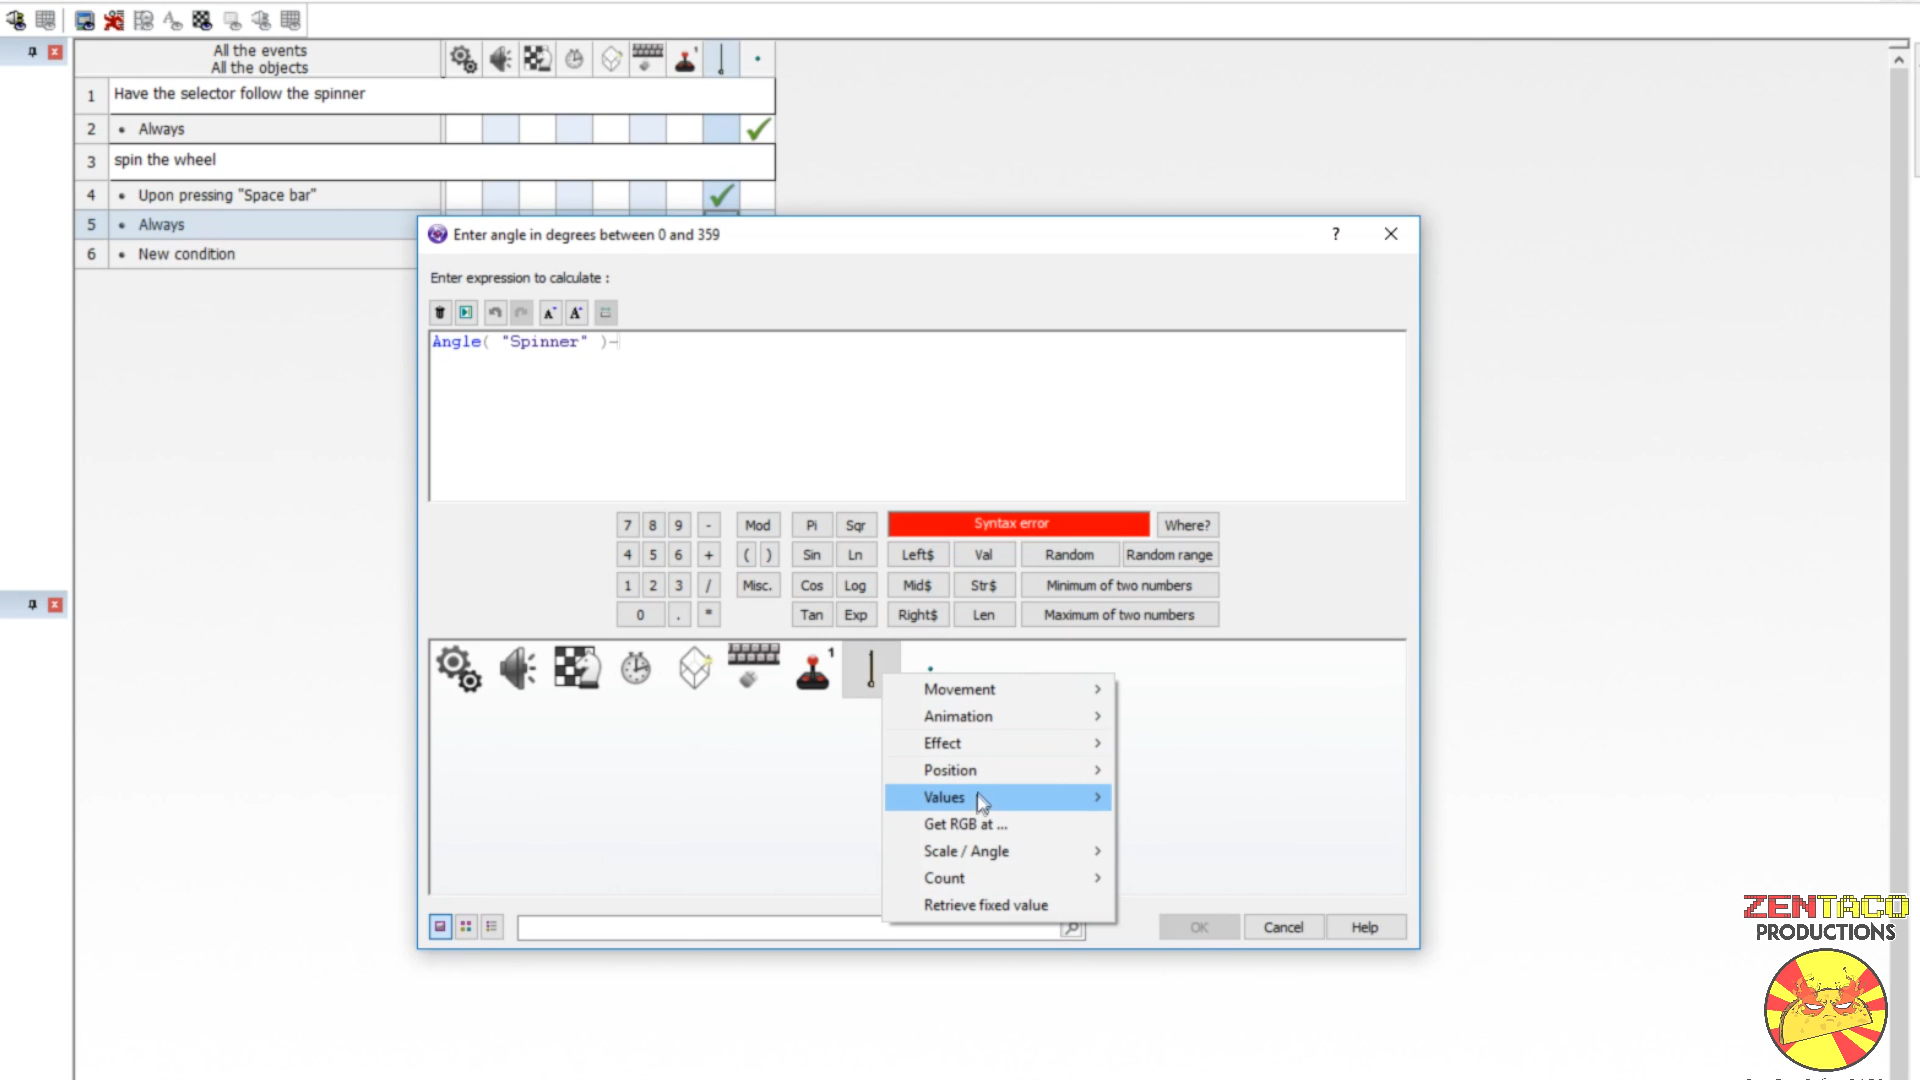 All the events
All the objects
1 Have the selector follow the spinner
2 • Always
3 spin the wheel
4 • Upon pressing "Space bar"
5 • Always
6 • New condition
Enter angle in degrees between 0 and 359
?
Enter expression to calculate :
Angle( "Spinner" )-
7 8 9 - Mod Pi Sqr Syntax error Where?
4 5 6 + ( ) Sin Ln Left$ Val Random Random range
1 2 3 / Misc. Cos Log Mid$ Str$ Minimum of two numbers
0 . * Tan Exp Right$ Len Maximum of two numbers
1
Movement
Animation
Effect
Position
Values
Get RGB at ...
Scale / Angle
Count
Retrieve fixed value
OK Cancel Help
ZENTACO
PRODUCTIONS